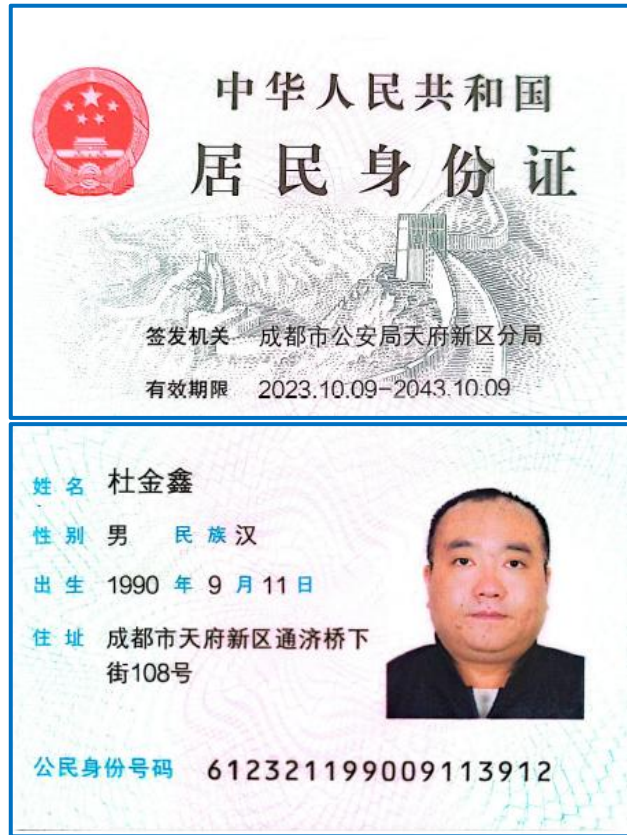 中华人民共和国
居民身份证
签发机关 成都市公安局天府新区分局
有效期限 2023.10.09-2043.10.09
姓名 杜金鑫
性别 男 民族 汉
出生 1990 年 9 月 11 日
住址 成都市天府新区通济桥下
街108号
公民身份号码 612321199009113912